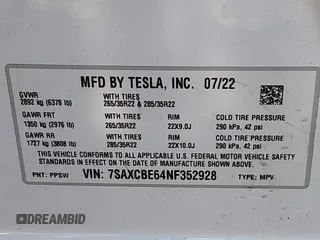 MFD BY TESLA, INC. 07/22
GVWR WITH TIRES
2892 kg (6378 lb) 265/35R22 & 285/35R22
GAWR FRT WITH TIRES RIM COLD TIRE PRESSURE
1350 kg (2976 lb) 265/35R22 22X9.0J 290 kPa, 42 psi
GAWR RR WITH TIRES RIM COLD TIRE PRESSURE
1727 kg (3808 lb) 285/35R22 22X10.0J 290 kPa, 42 psi
THIS VEHICLE CONFORMS TO ALL APPLICABLE U.S. FEDERAL MOTOR VEHICLE
SAFETY, BUMPER, AND THEFT PREVENTION STANDARDS IN EFFECT ON
THE DATE OF MANUFACTURE SHOWN ABOVE.
PNT: PPSW VIN: 7SAXCBE64NF352928 TYPE: MPV
DREAMBID